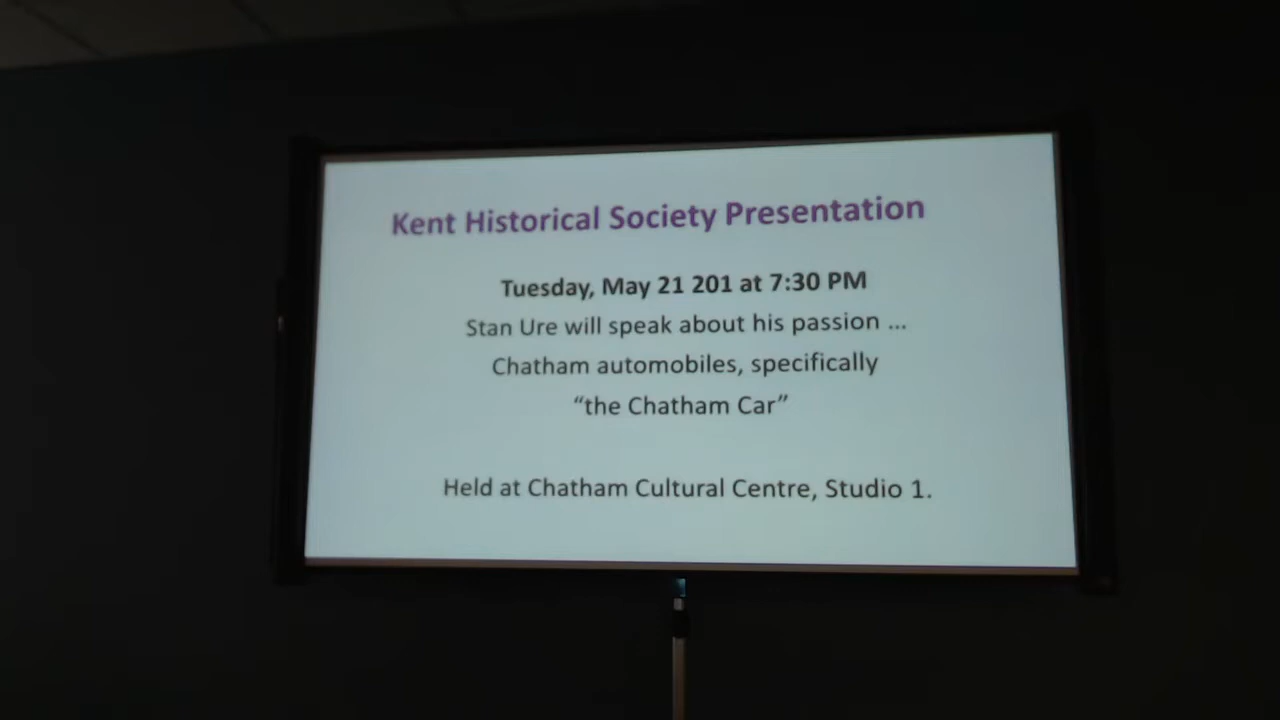 Kent Historical Society Presentation
Tuesday, May 21 201 at 7:30 PM
Stan Ure will speak about his passion ...
Chatham automobiles, specifically
“the Chatham Car”
Held at Chatham Cultural Centre, Studio 1.